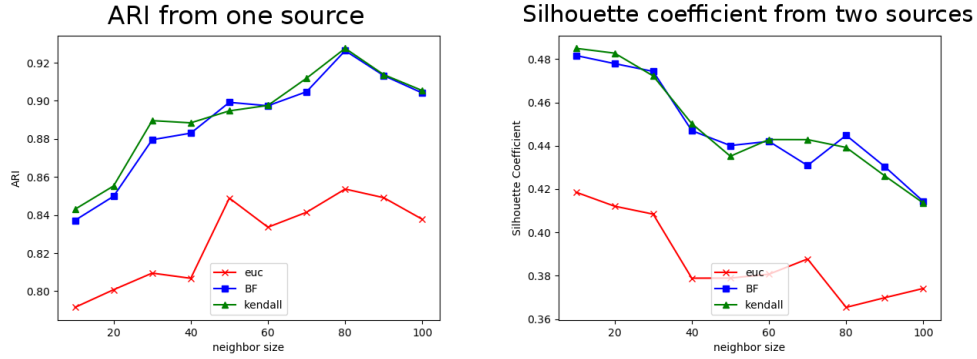 ARI from one source
0.92
0.90
0.88
0.86
0.84
0.82
0.80
ARI
euc
BF
kendall
20
40
60
80
100
neighbor size
Silhouette coefficient from two sources
0.48
0.46
0.44
0.42
0.40
0.38
0.36
Silhouette Coefficient
euc
BF
kendall
20
40
60
80
100
neighbor size